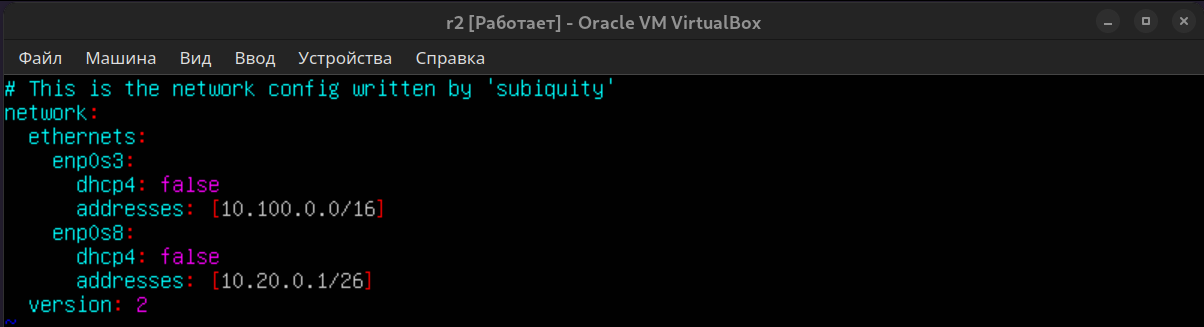 r2 [Работает] - Oracle VM VirtualBox
Файл Машина Вид Ввод Устройства Справка
# This is the network config written by 'subiquity'
network:
  ethernets:
    enp0s3:
      dhcp4: false
      addresses: [10.100.0.0/16]
    enp0s8:
      dhcp4: false
      addresses: [10.20.0.1/26]
  version: 2
~